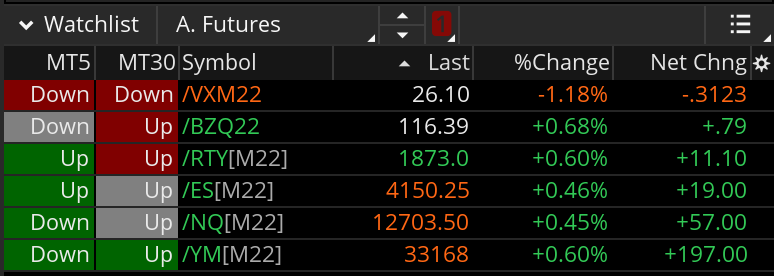 Watchlist A. Futures 1
MT5 MT30 Symbol Last %Change Net Chng
Down Down /VXM22 26.10 -1.18% -.3123
Down Up /BZQ22 116.39 +0.68% +.79
Up Up /RTY[M22] 1873.0 +0.60% +11.10
Up Up /ES[M22] 4150.25 +0.46% +19.00
Down Up /NQ[M22] 12703.50 +0.45% +57.00
Down Up /YM[M22] 33168 +0.60% +197.00